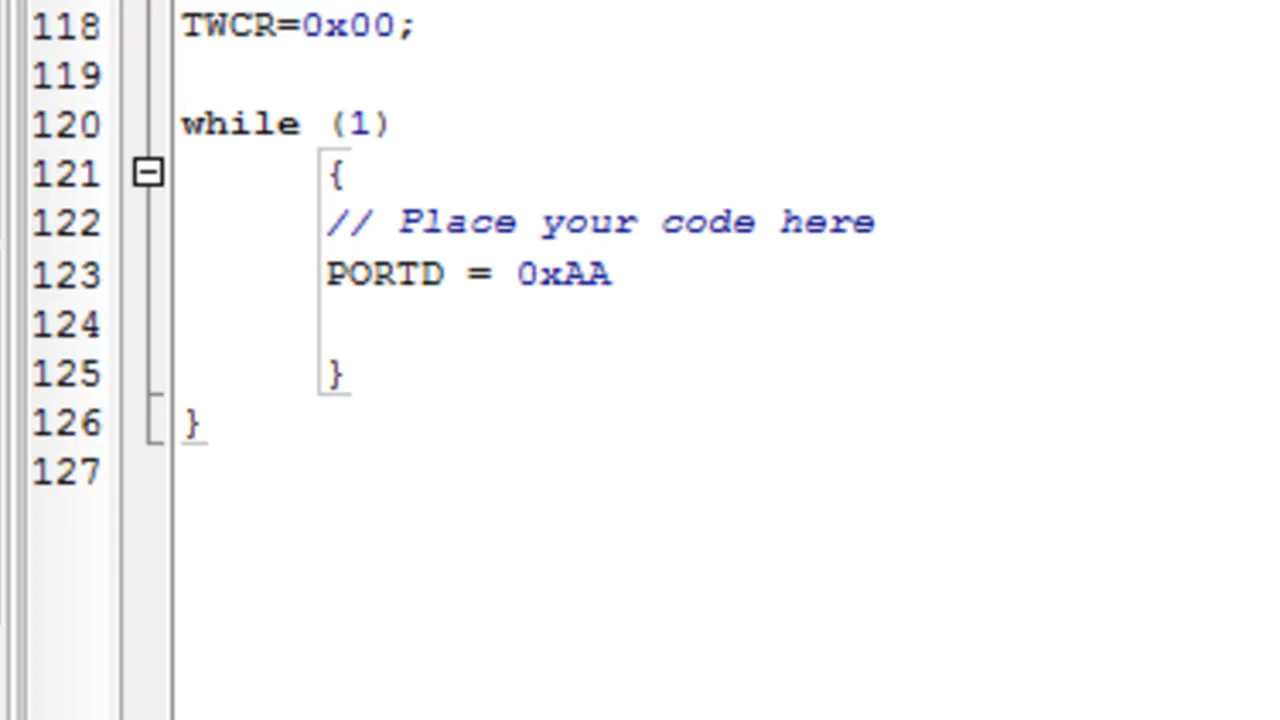 118 TWCR=0x00;
119
120 while (1)
121 {
122 // Place your code here
123 PORTD = 0xAA
124
125 }
126 }
127